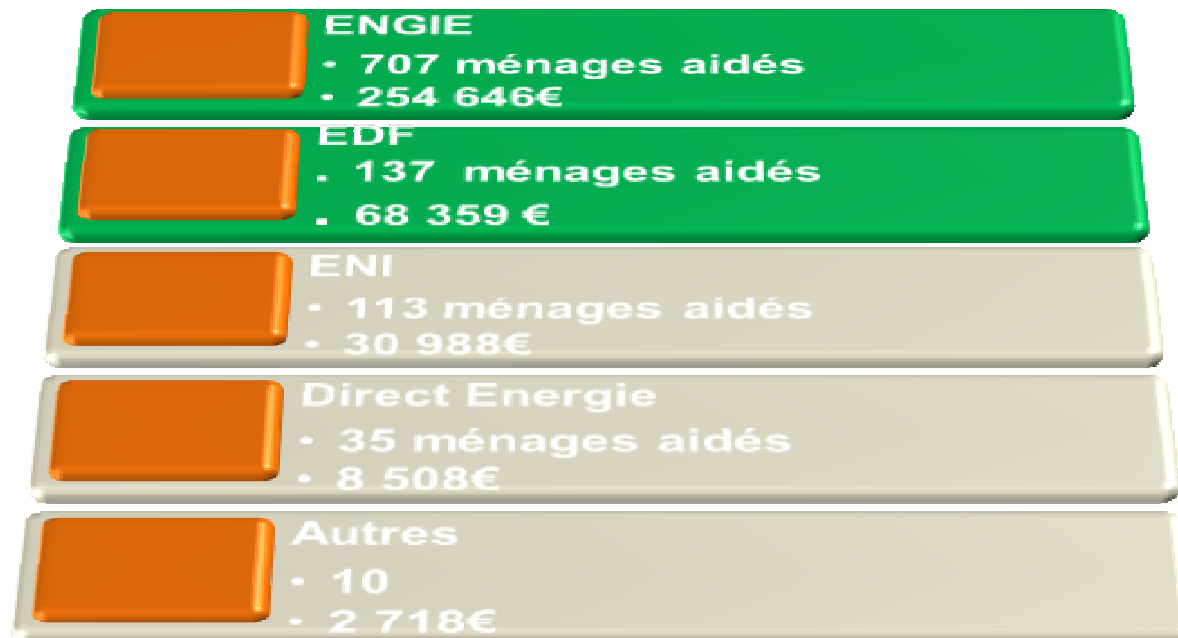 ENGIE
• 707 ménages aidés
• 254 646€
EDF
. 137 ménages aidés
. 68 359 €
ENI
• 113 ménages aidés
• 30 988€
Direct Energie
• 35 ménages aidés
• 8 508€
Autres
• 10
• 2 718€